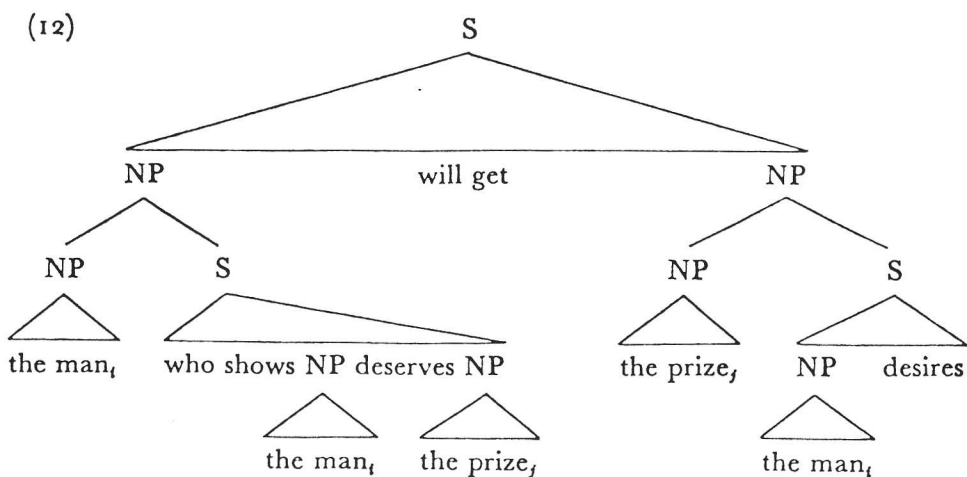 (12)
S
NP will get NP
NP S NP S
the manᵢ who shows NP deserves NP the prizeⱼ NP desires
the manᵢ the prizeⱼ the manᵢ